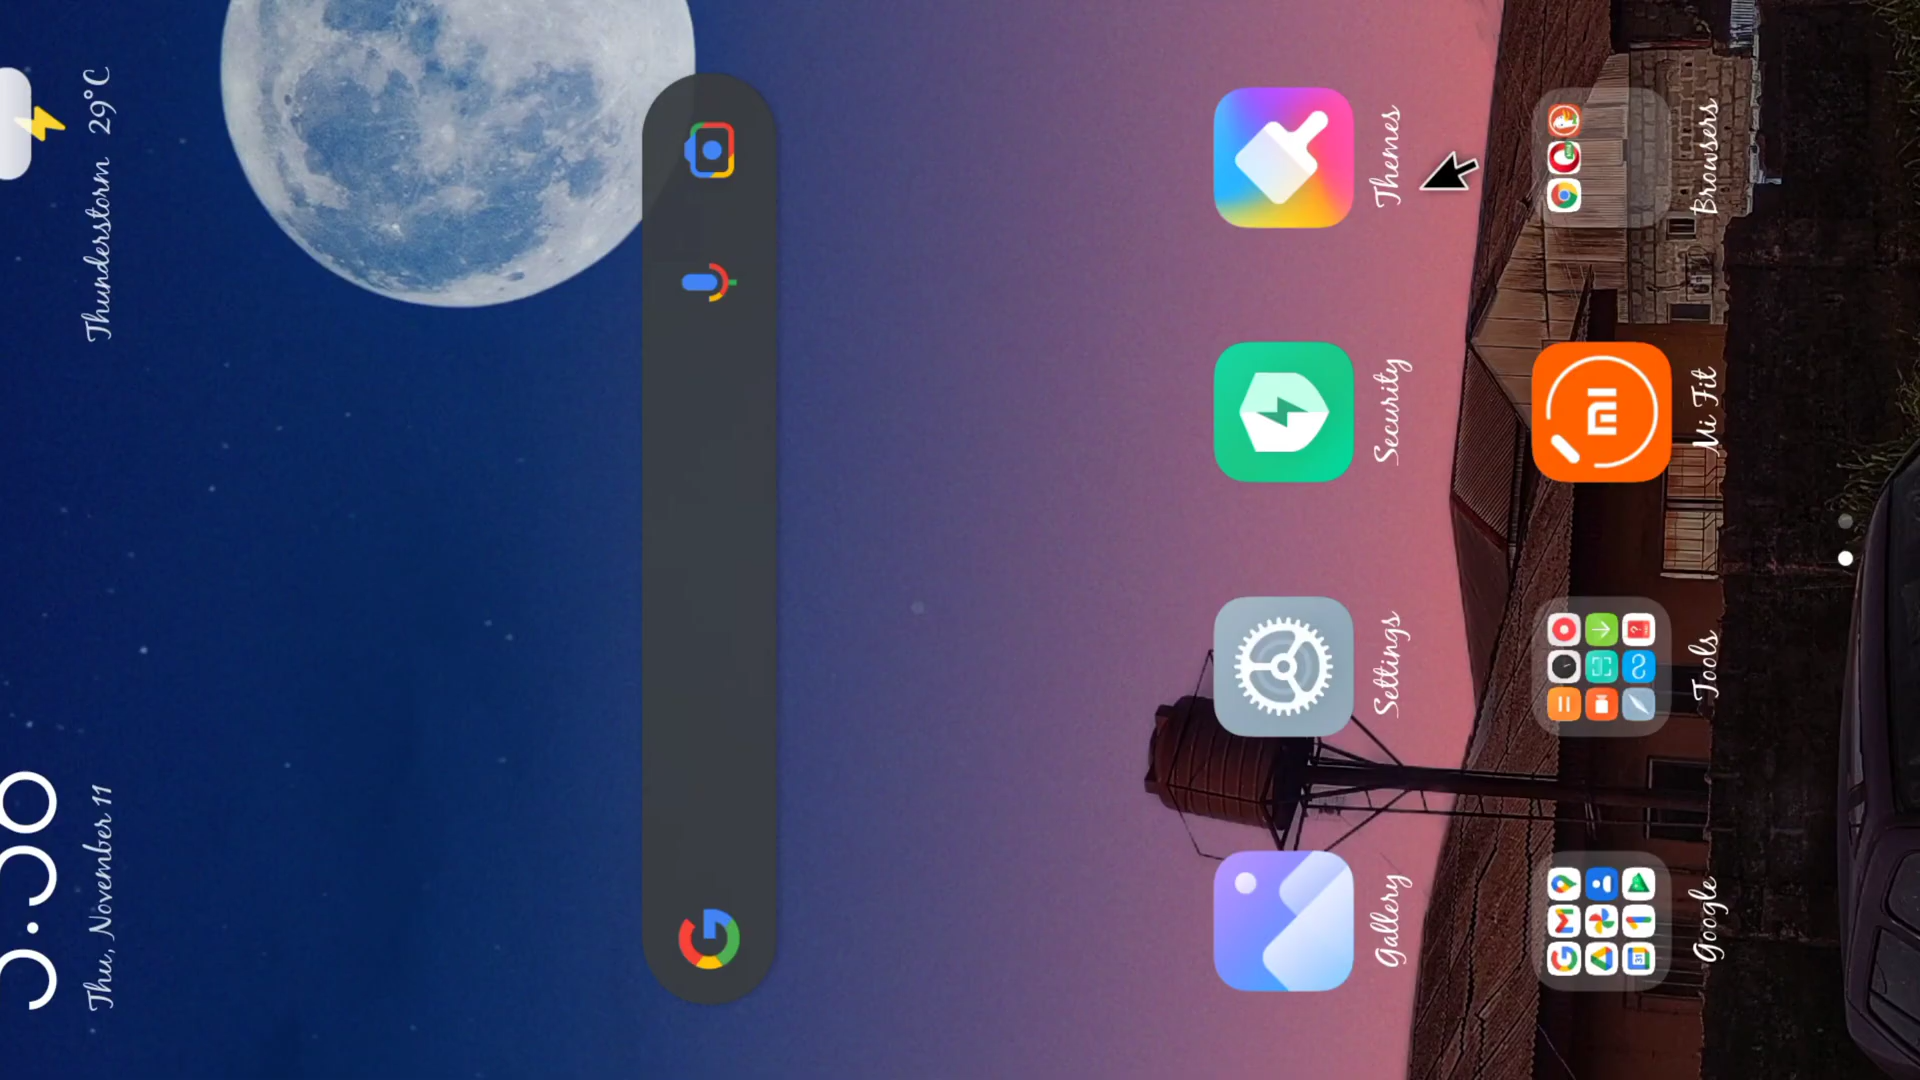 Thu, November 11
Thunderstorm 29°C
Gallery
Settings
Security
Themes
Google
Tools
Mi Fit
Browsers